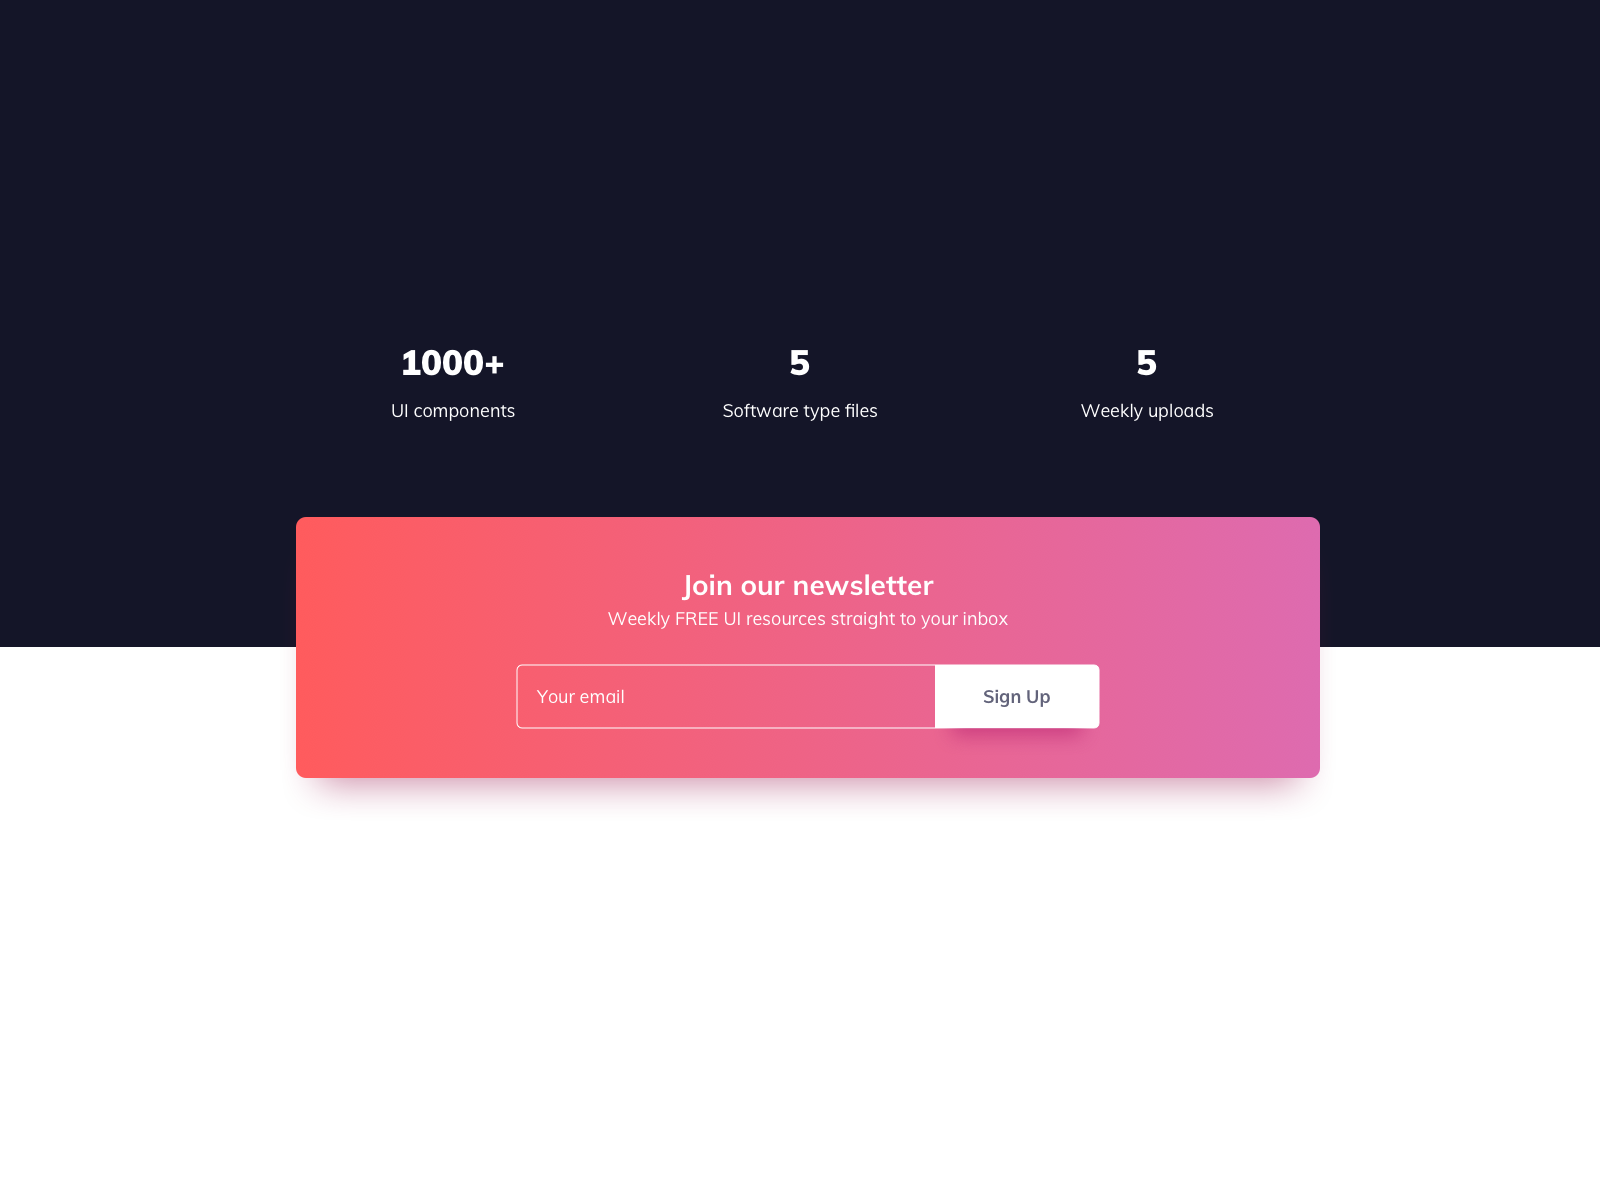 1000+ 5 5
UI components Software type files Weekly uploads
Join our newsletter
Weekly FREE UI resources straight to your inbox
Your email Sign Up